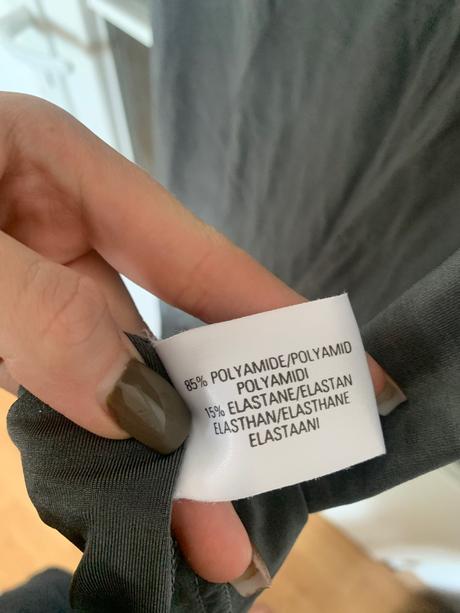 85% POLYAMIDE/POLYAMID
POLYAMIDI
15% ELASTANE/ELASTAN
ELASTHAN/ELASTHANE
ELASTAANI